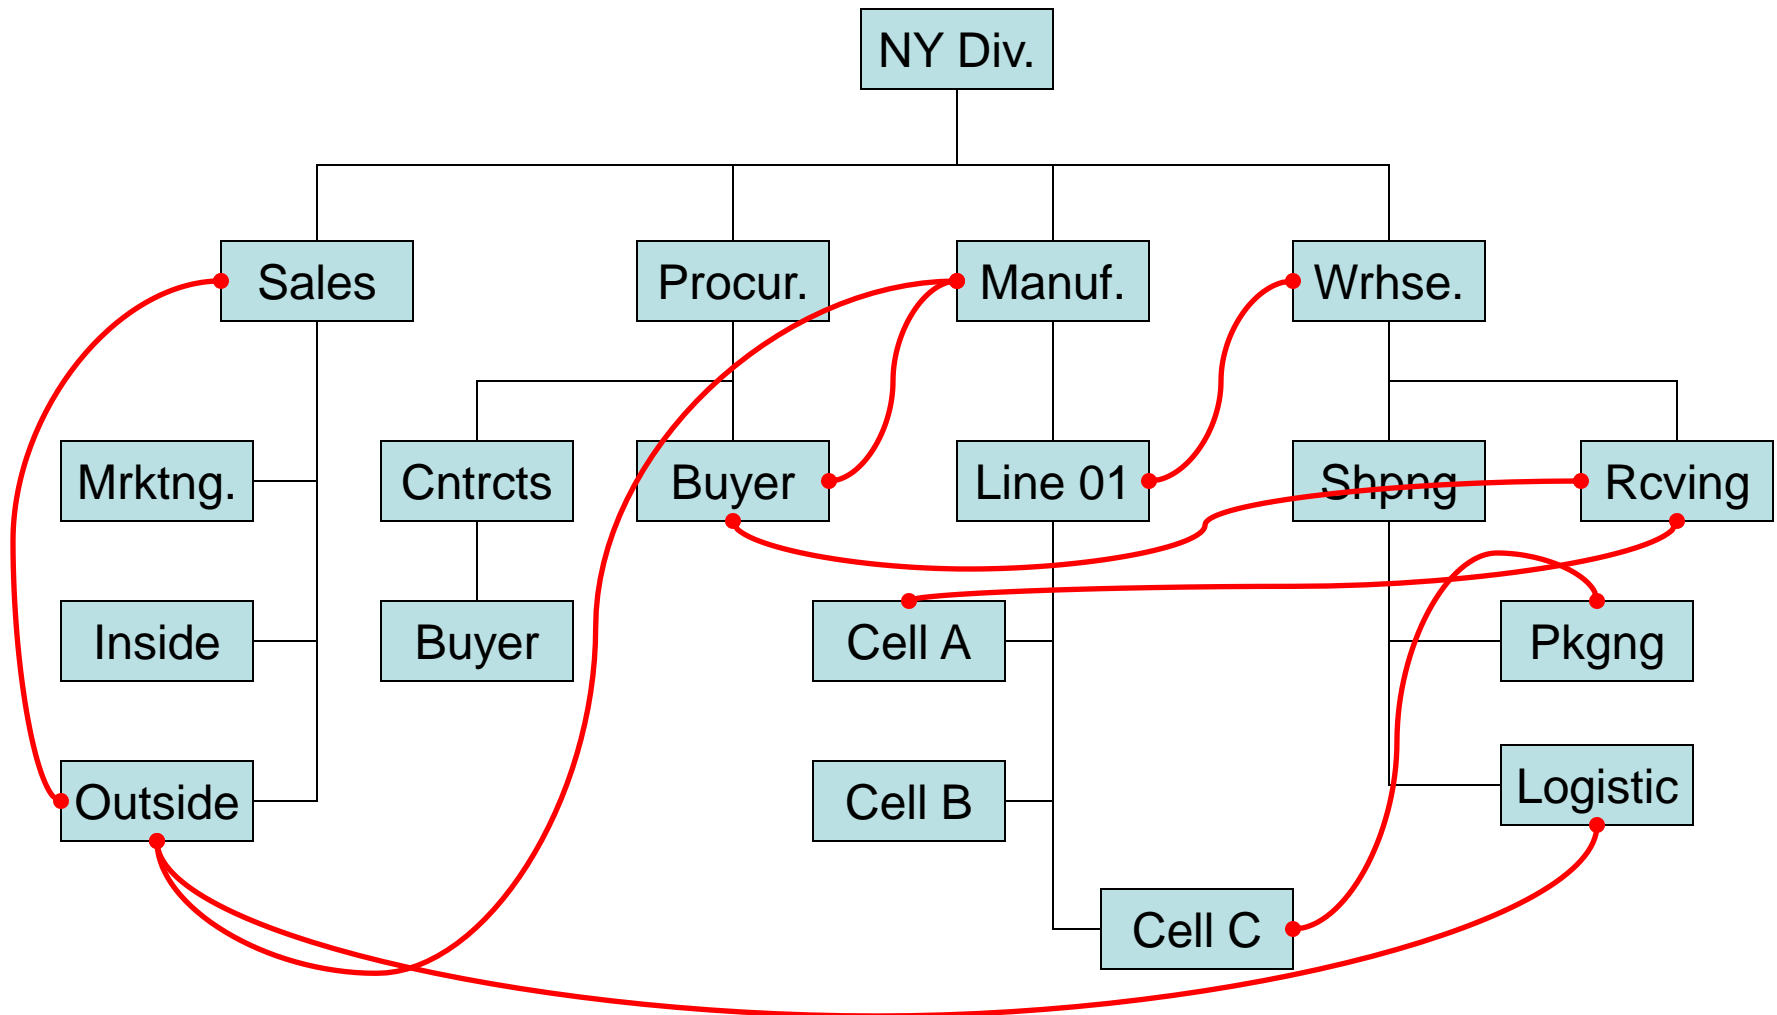 NY Div.
Sales
Procur.
Manuf.
Wrhse.
Mrktng.
Cntrcts
Buyer
Line 01
Shpng
Rcving
Inside
Buyer
Cell A
Pkgng
Outside
Cell B
Logistic
Cell C